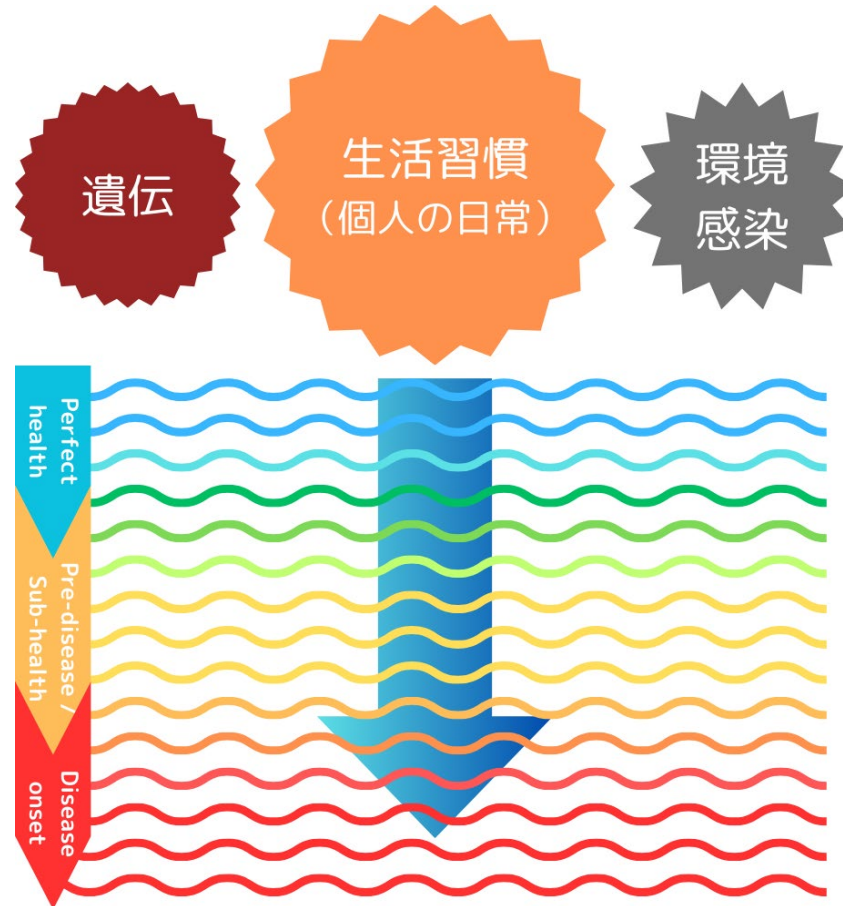 遺伝
生活習慣
（個人の日常）
環境
感染
Perfect
health
Pre-disease /
Sub-health
Disease
onset